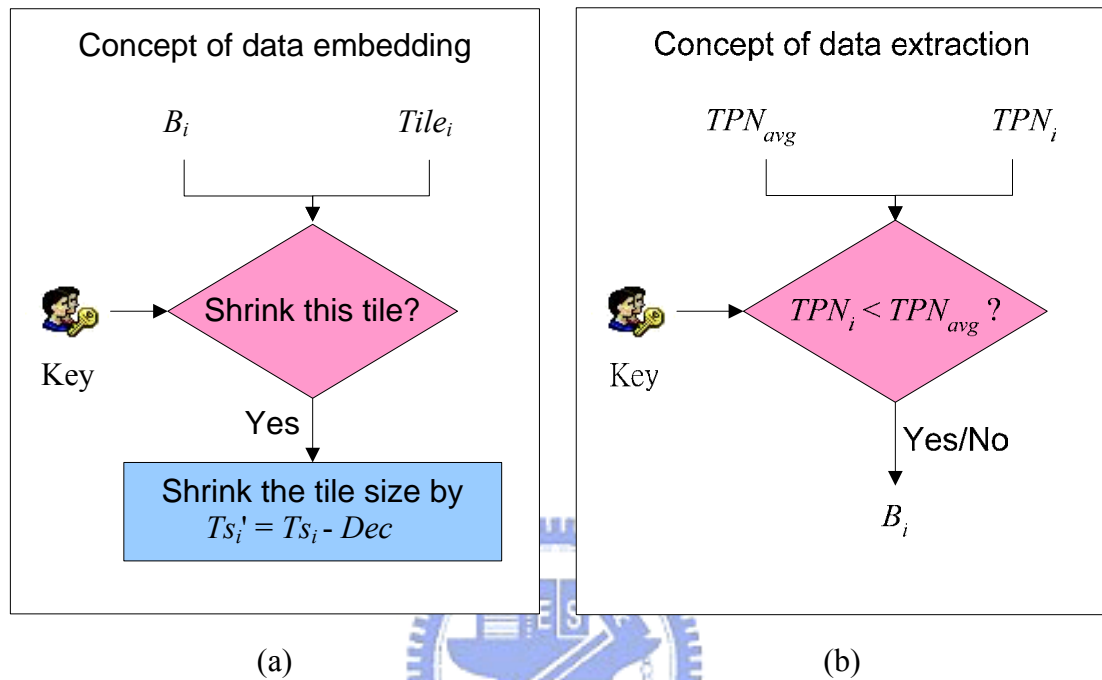 Concept of data embedding
B_i
Tile_i
Shrink this tile?
Key
Yes
Shrink the tile size by
Ts_i' = Ts_i - Dec
(a)
Concept of data extraction
TPN_avg
TPN_i
TPN_i < TPN_avg ?
Key
Yes/No
B_i
(b)
E S